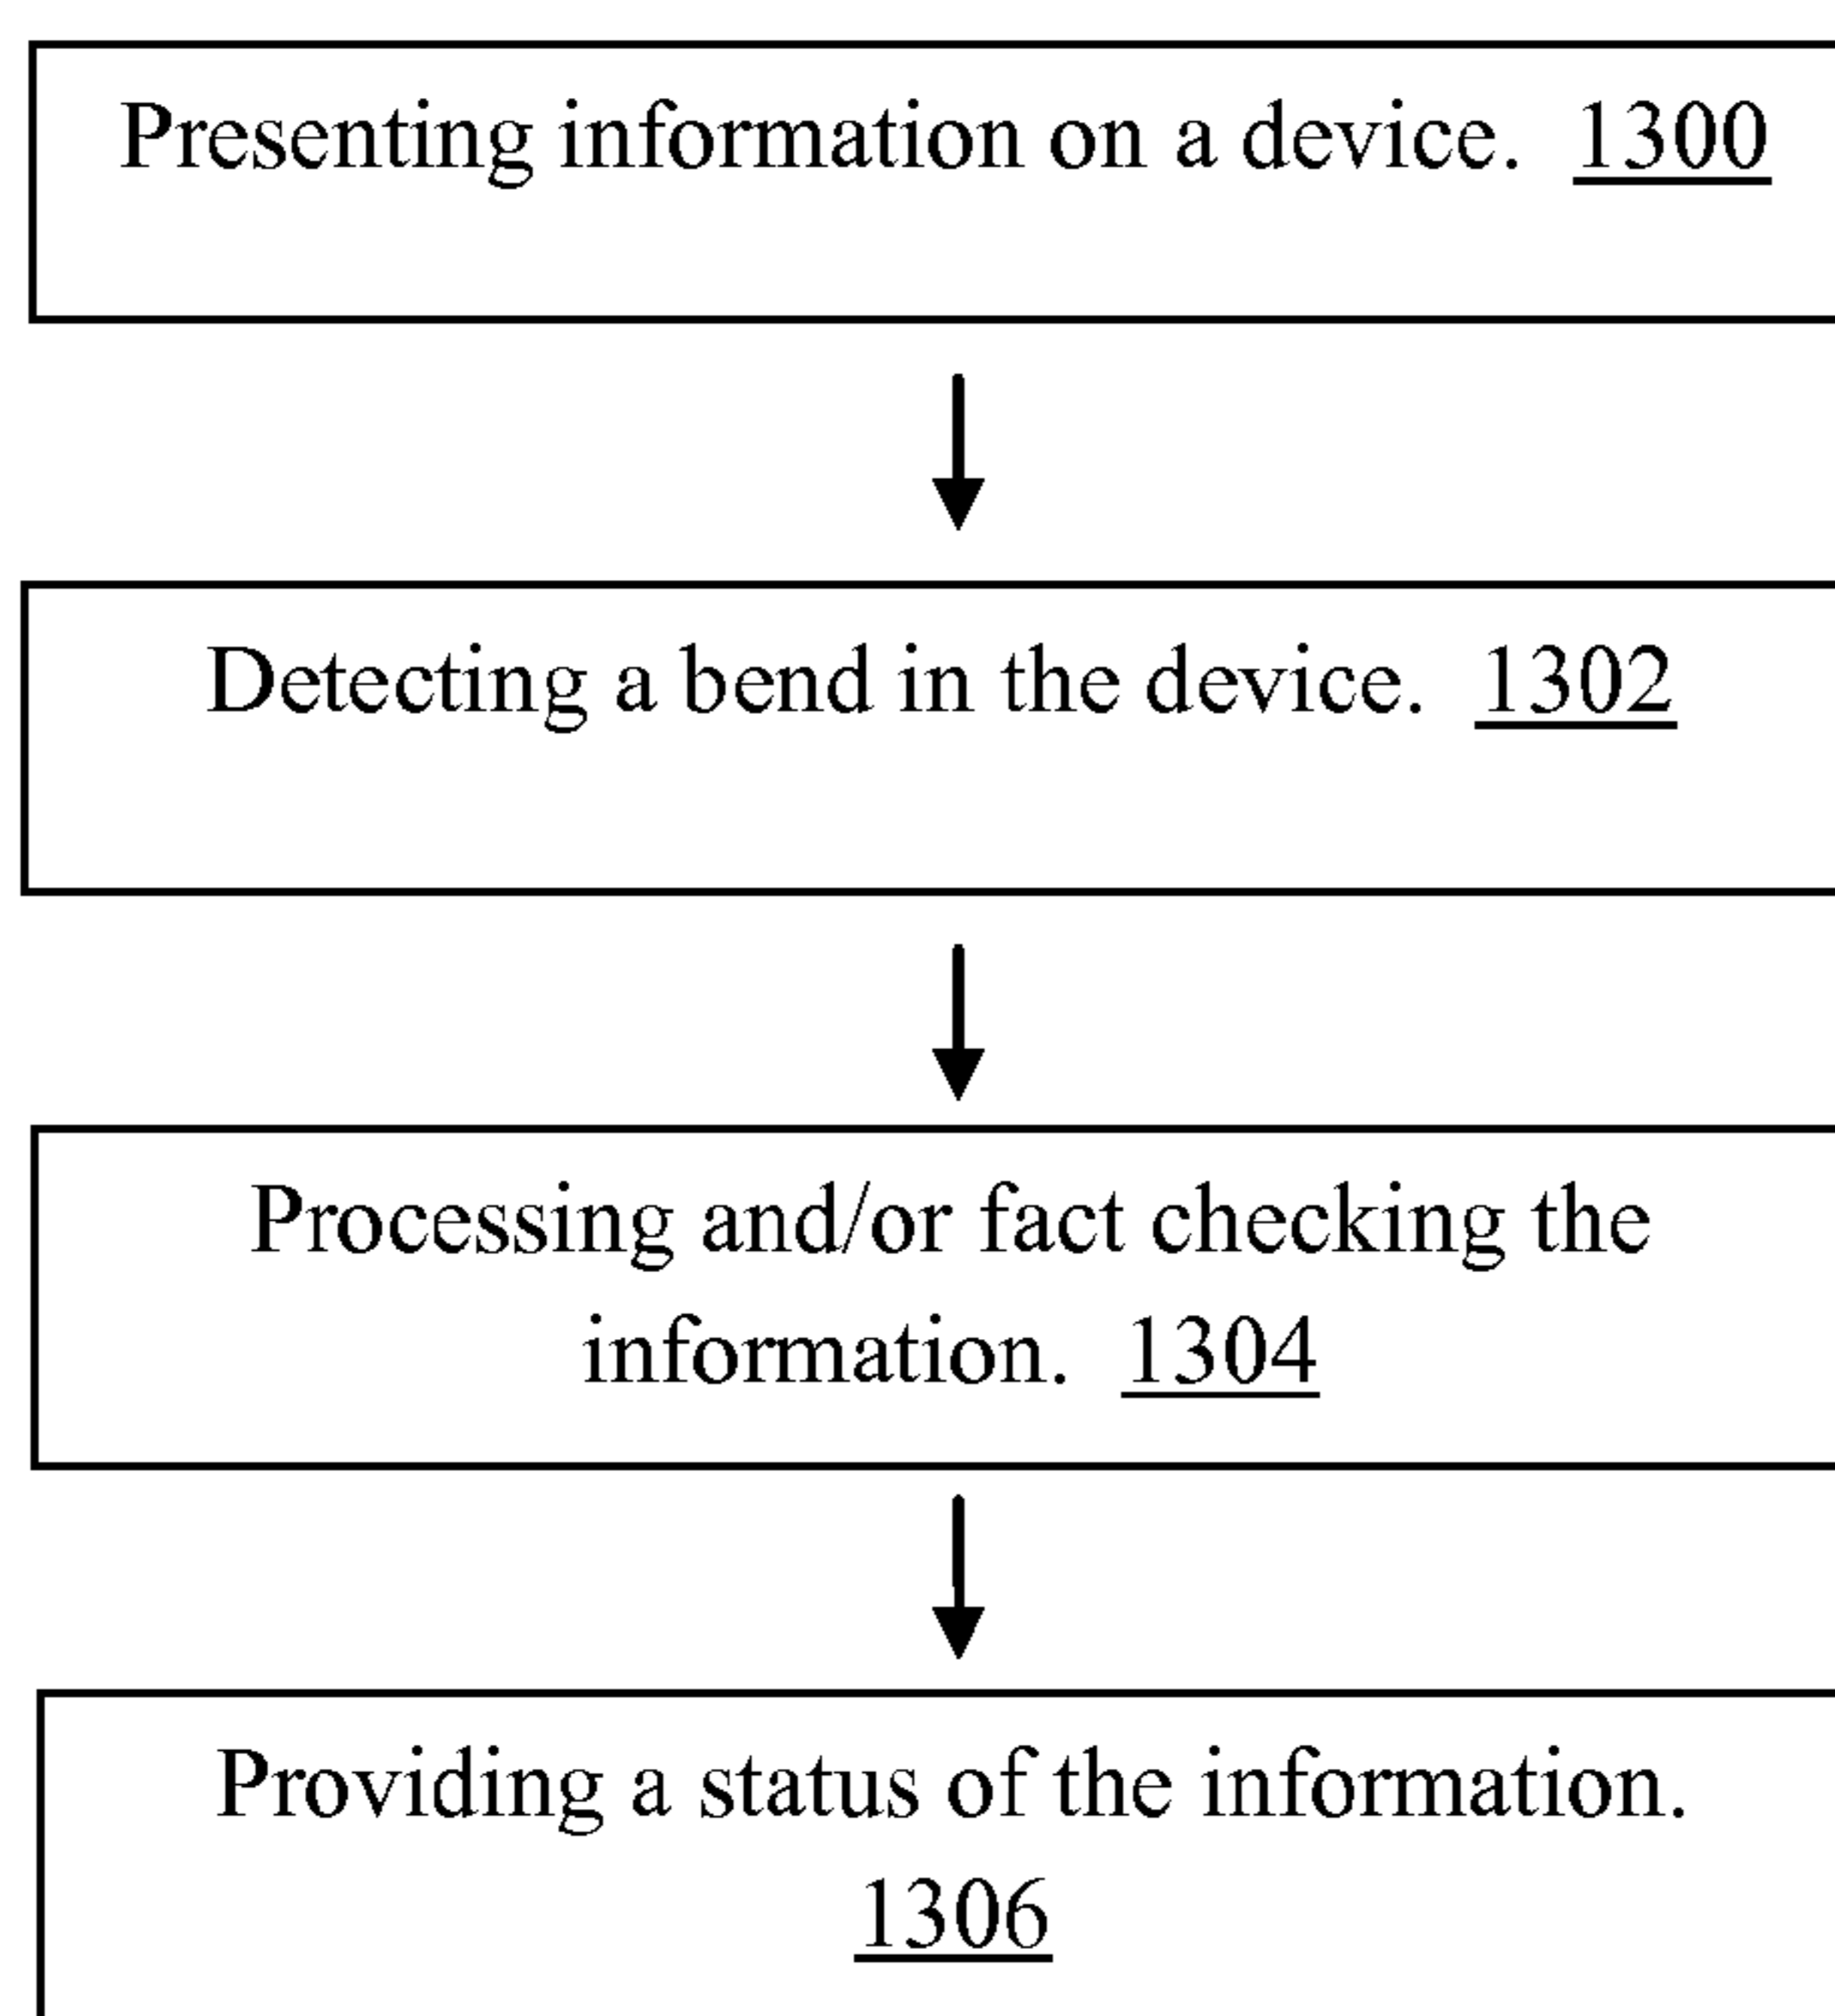 Presenting information on a device. 1300
Detecting a bend in the device. 1302
Processing and/or fact checking the
information. 1304
Providing a status of the information.
1306